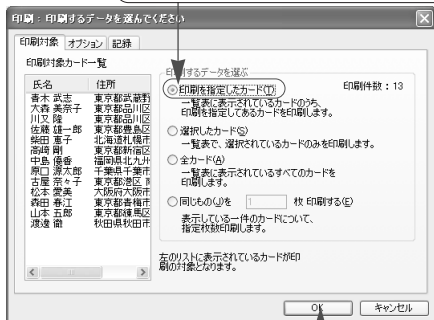 印刷：印刷するデータを選んでください
印刷対象 オプション 記録
印刷対象カード一覧
氏名 住所
青木 武志 東京都武蔵野
大森 美奈子 東京都品川区
川又 隆 東京都品川区
佐藤 雄一郎 東京都豊島区
柴田 恵子 北海道札幌市
高崎 剛 東京都新宿区
中島 優香 福岡県北九州
原口 源太郎 千葉県千葉市
古屋 奈々子 東京都港区
松本 愛美 大阪府大阪市
森田 春江 東京都青梅市
山本 五郎 東京都練馬区
渡邉 徹 秋田県秋田市
印刷するデータを選ぶ
印刷を指定したカード(T)
一覧表に表示されているカードのうち、
印刷を指定してあるカードを印刷します。
印刷件数：13
選択したカード(S)
一覧表で、選択されているカードのみを印刷します。
全カード(A)
一覧表に表示されているすべてのカードを
印刷します。
同じもの(J)を 1 枚 印刷する(E)
表示している一件のカードについて、
指定枚数印刷します。
左のリストに表示されているカードが印
刷の対象となります。
OK キャンセル